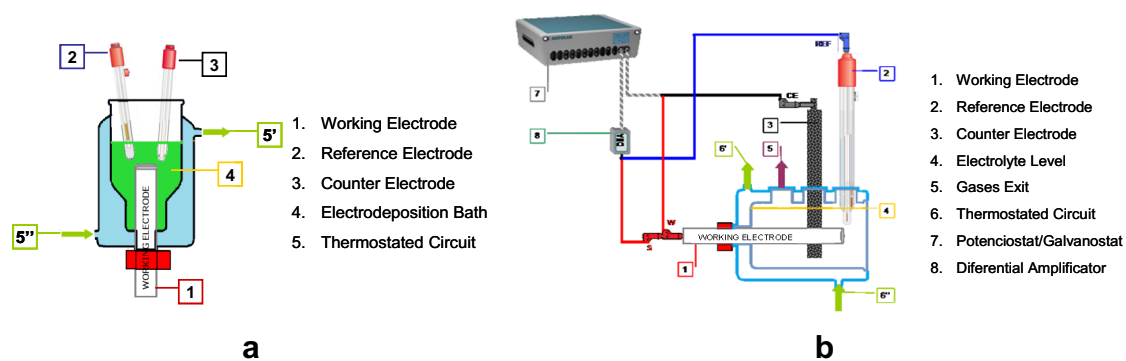 2
3
5'
4
5''
1
WORKING ELECTRODE
1. Working Electrode
2. Reference Electrode
3. Counter Electrode
4. Electrodeposition Bath
5. Thermostated Circuit
a
AUTOLAB
7
8
REF
2
CE
3
6'
5
4
W
S
WORKING ELECTRODE
1
6''
1. Working Electrode
2. Reference Electrode
3. Counter Electrode
4. Electrolyte Level
5. Gases Exit
6. Thermostated Circuit
7. Potenciostat/Galvanostat
8. Diferential Amplificator
b